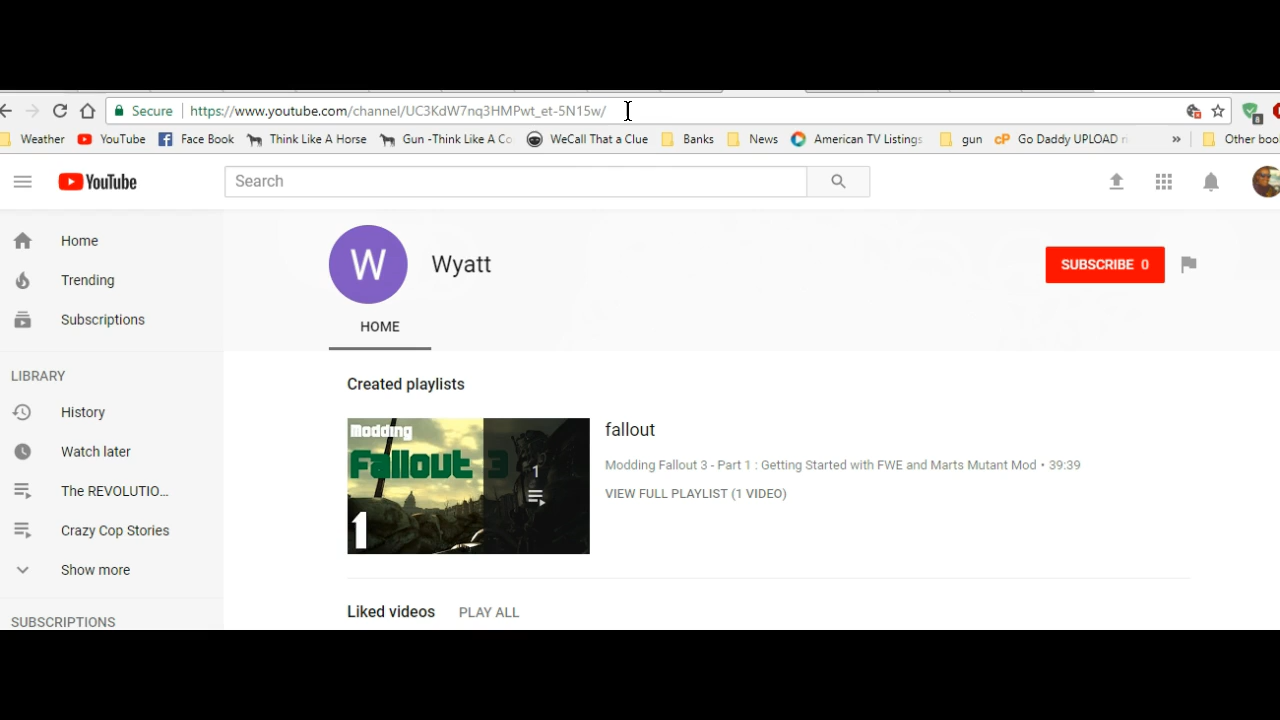 Secure https://www.youtube.com/channel/UC3KdW7nq3HMPwt_et-5N15w/
Weather YouTube Face Book Think Like A Horse Gun -Think Like A Co WeCall That a Clue Banks News American TV Listings gun Go Daddy UPLOAD » Other boo
YouTube Search
Home
Trending
Subscriptions
W Wyatt SUBSCRIBE 0
HOME
LIBRARY
History
Watch later
The REVOLUTIO...
Crazy Cop Stories
Show more
SUBSCRIPTIONS
Created playlists
Modding
Fallout 3
1
1
fallout
Modding Fallout 3 - Part 1 : Getting Started with FWE and Marts Mutant Mod • 39:39
VIEW FULL PLAYLIST (1 VIDEO)
Liked videos PLAY ALL